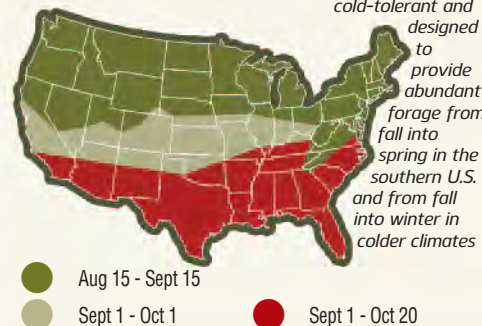 cold-tolerant and
designed
to
provide
abundant
forage from
fall into
spring in the
southern U.S.
and from fall
into winter in
colder climates
Aug 15 - Sept 15
Sept 1 - Oct 1
Sept 1 - Oct 20